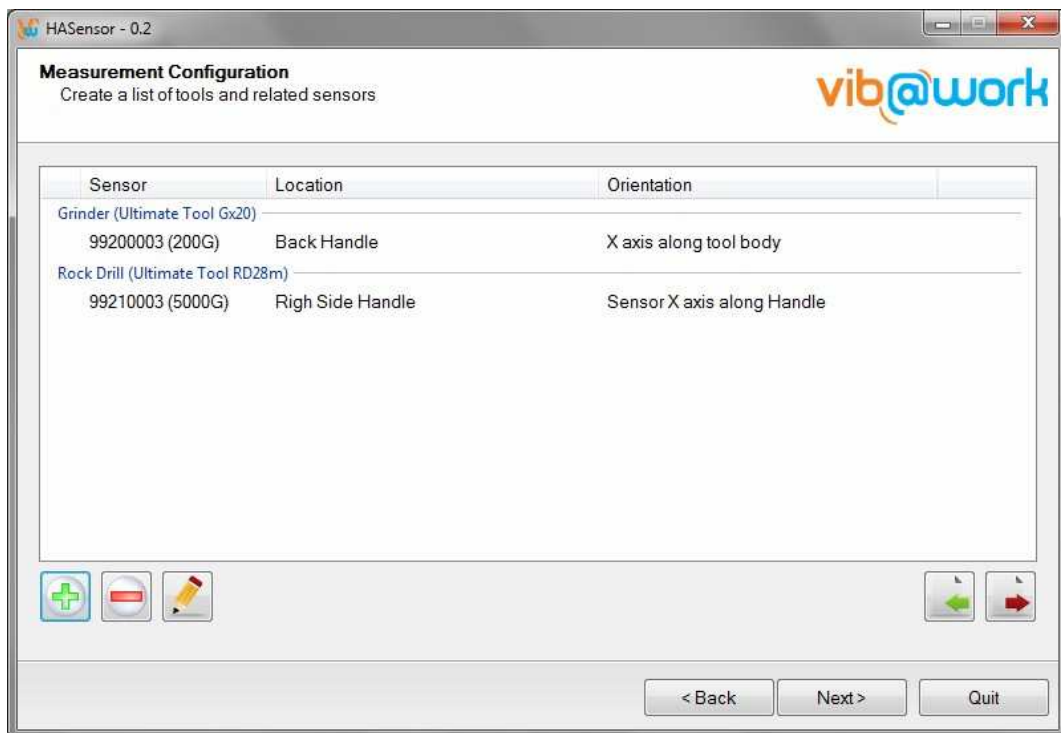 HASensor - 0.2
Measurement Configuration
Create a list of tools and related sensors
vib@work
Sensor Location Orientation
Grinder (Ultimate Tool Gx20)
99200003 (200G) Back Handle X axis along tool body
Rock Drill (Ultimate Tool RD28m)
99210003 (5000G) Righ Side Handle Sensor X axis along Handle
< Back Next > Quit